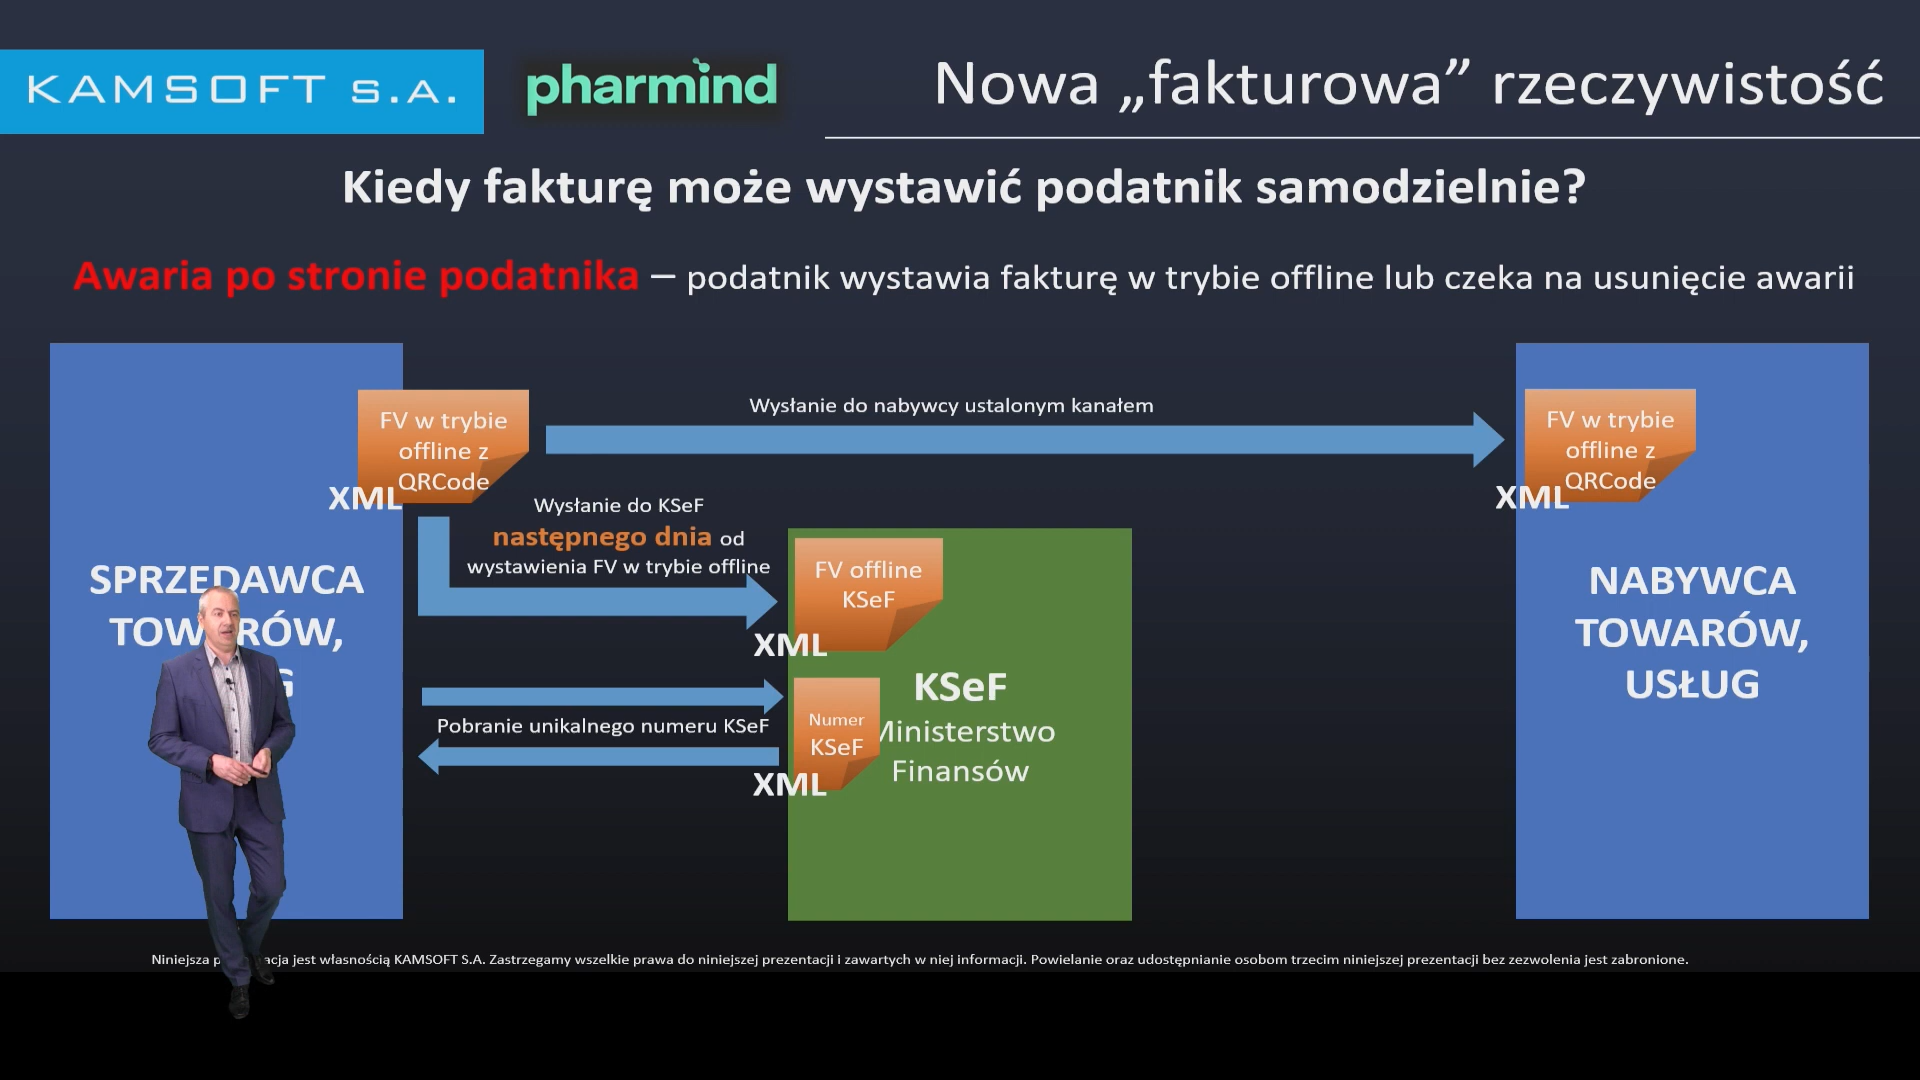 KAMSOFT S.A.
pharmind
Nowa „fakturowa” rzeczywistość
Kiedy fakturę może wystawić podatnik samodzielnie?
Awaria po stronie podatnika – podatnik wystawia fakturę w trybie offline lub czeka na usunięcie awarii
FV w trybie
offline z
QRCode
XML
Wysłanie do nabywcy ustalonym kanałem
FV w trybie
offline z
QRCode
XML
Wysłanie do KSeF
następnego dnia od
wystawienia FV w trybie offline
FV offline
KSeF
XML
SPRZEDAWCA
NABYWCA
TOWARÓW,
USŁUG
KSeF
Ministerstwo
Finansów
Pobranie unikalnego numeru KSeF
Numer
KSeF
XML
Niniejsza jest własnością KAMSOFT S.A. Zastrzegamy wszelkie prawa do niniejszej prezentacji i zawartych w niej informacji. Powielanie oraz udostępnianie osobom trzecim niniejszej prezentacji bez zezwolenia jest zabronione.